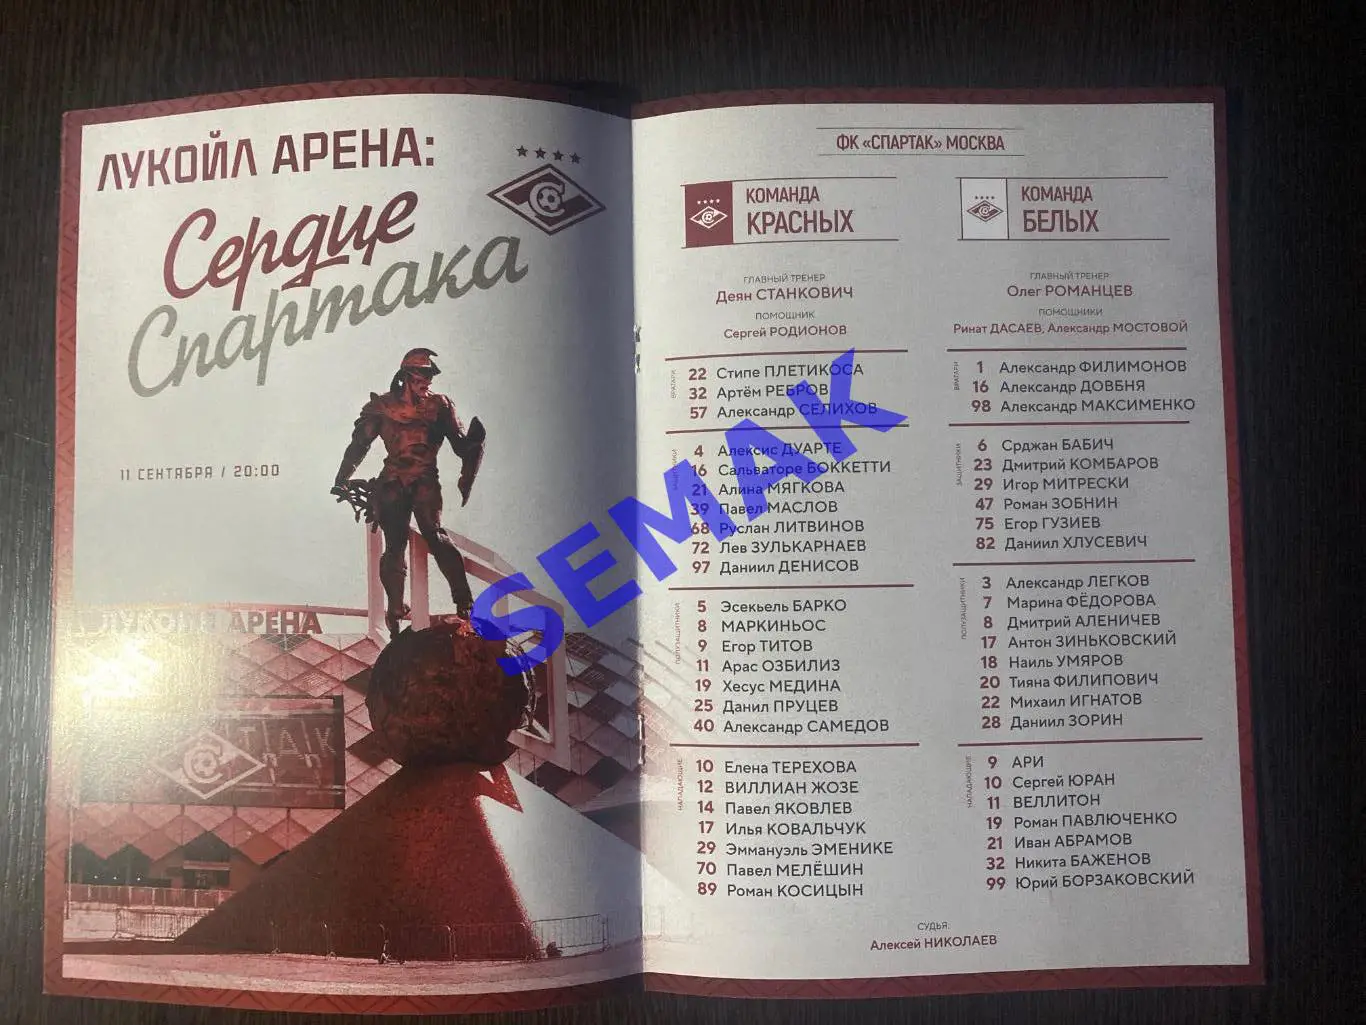 ЛУКОЙЛ АРЕНА:
Сердце
Спартака
11 СЕНТЯБРЯ / 20:00
ЛУКОЙЛ АРЕНА
ФК «СПАРТАК» МОСКВА
КОМАНДА
КРАСНЫХ
ГЛАВНЫЙ ТРЕНЕР
Деян СТАНКОВИЧ
ПОМОЩНИК
Сергей РОДИОНОВ
ВРАТАРИ
22 Стипе ПЛЕТИКОСА
32 Артём РЕБРОВ
57 Александр СЕЛИХОВ
ЗАЩИТНИКИ
4 Алексис ДУАРТЕ
16 Сальваторе БОККЕТТИ
21 Алина МЯГКОВА
39 Павел МАСЛОВ
68 Руслан ЛИТВИНОВ
72 Лев ЗУЛЬКАРНАЕВ
97 Даниил ДЕНИСОВ
ПОЛУЗАЩИТНИКИ
5 Эсекьель БАРКО
8 МАРКИНЬОС
9 Егор ТИТОВ
11 Арас ОЗБИЛИЗ
19 Хесус МЕДИНА
25 Данил ПРУЦЕВ
40 Александр САМЕДОВ
НАПАДАЮЩИЕ
10 Елена ТЕРЕХОВА
12 ВИЛЛИАН ЖОЗЕ
14 Павел ЯКОВЛЕВ
17 Илья КОВАЛЬЧУК
29 Эммануэль ЭМЕНИКЕ
70 Павел МЕЛЁШИН
89 Роман КОСИЦЫН
КОМАНДА
БЕЛЫХ
ГЛАВНЫЙ ТРЕНЕР
Олег РОМАНЦЕВ
ПОМОЩНИКИ
Ринат ДАСАЕВ, Александр МОСТОВОЙ
ВРАТАРИ
1 Александр ФИЛИМОНОВ
16 Александр ДОВБНЯ
98 Александр МАКСИМЕНКО
ЗАЩИТНИКИ
6 Срджан БАБИЧ
23 Дмитрий КОМБАРОВ
29 Игор МИТРЕСКИ
47 Роман ЗОБНИН
75 Егор ГУЗИЕВ
82 Даниил ХЛУСЕВИЧ
ПОЛУЗАЩИТНИКИ
3 Александр ЛЕГКОВ
7 Марина ФЁДОРОВА
8 Дмитрий АЛЕНИЧЕВ
17 Антон ЗИНЬКОВСКИЙ
18 Наиль УМЯРОВ
20 Тияна ФИЛИПОВИЧ
22 Михаил ИГНАТОВ
28 Даниил ЗОРИН
НАПАДАЮЩИЕ
9 АРИ
10 Сергей ЮРАН
11 ВЕЛЛИТОН
19 Роман ПАВЛЮЧЕНКО
21 Иван АБРАМОВ
32 Никита БАЖЕНОВ
99 Юрий БОРЗАКОВСКИЙ
СУДЬЯ:
Алексей НИКОЛАЕВ
SEMAK